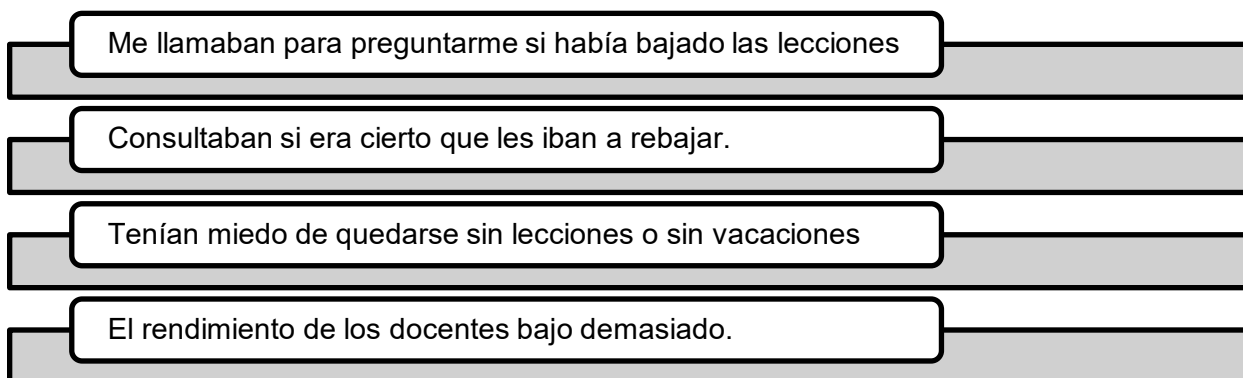 Me llamaban para preguntarme si había bajado las lecciones
Consultaban si era cierto que les iban a rebajar.
Tenían miedo de quedarse sin lecciones o sin vacaciones
El rendimiento de los docentes bajo demasiado.